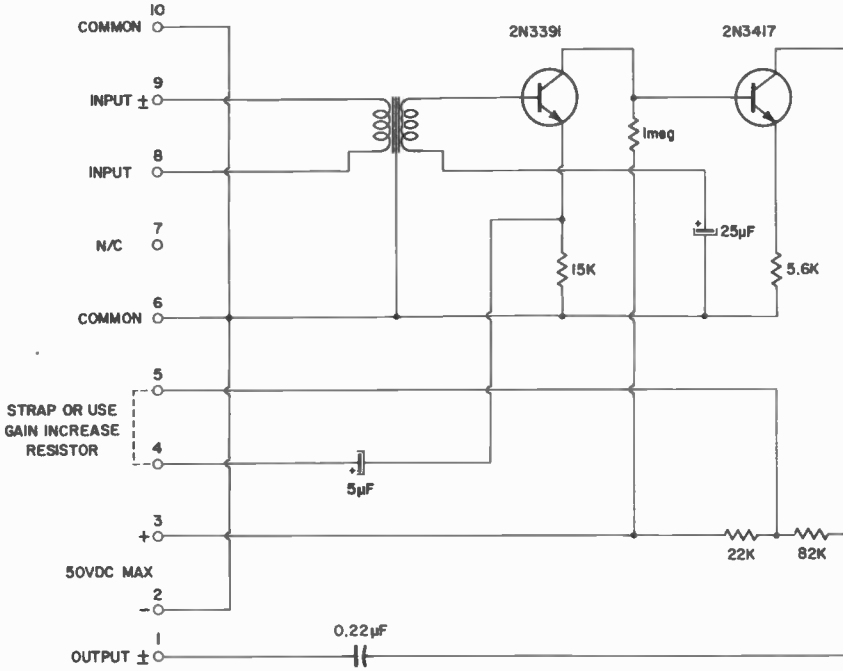 10
COMMON
2N3391
2N3417
9
INPUT ±
1meg
8
INPUT
+
25µF
7
N/C
15K
5.6K
6
COMMON
5
STRAP OR USE
GAIN INCREASE
RESISTOR
4
+
5µF
3
+
22K
82K
50VDC MAX
2
-
0.22µF
1
OUTPUT ±